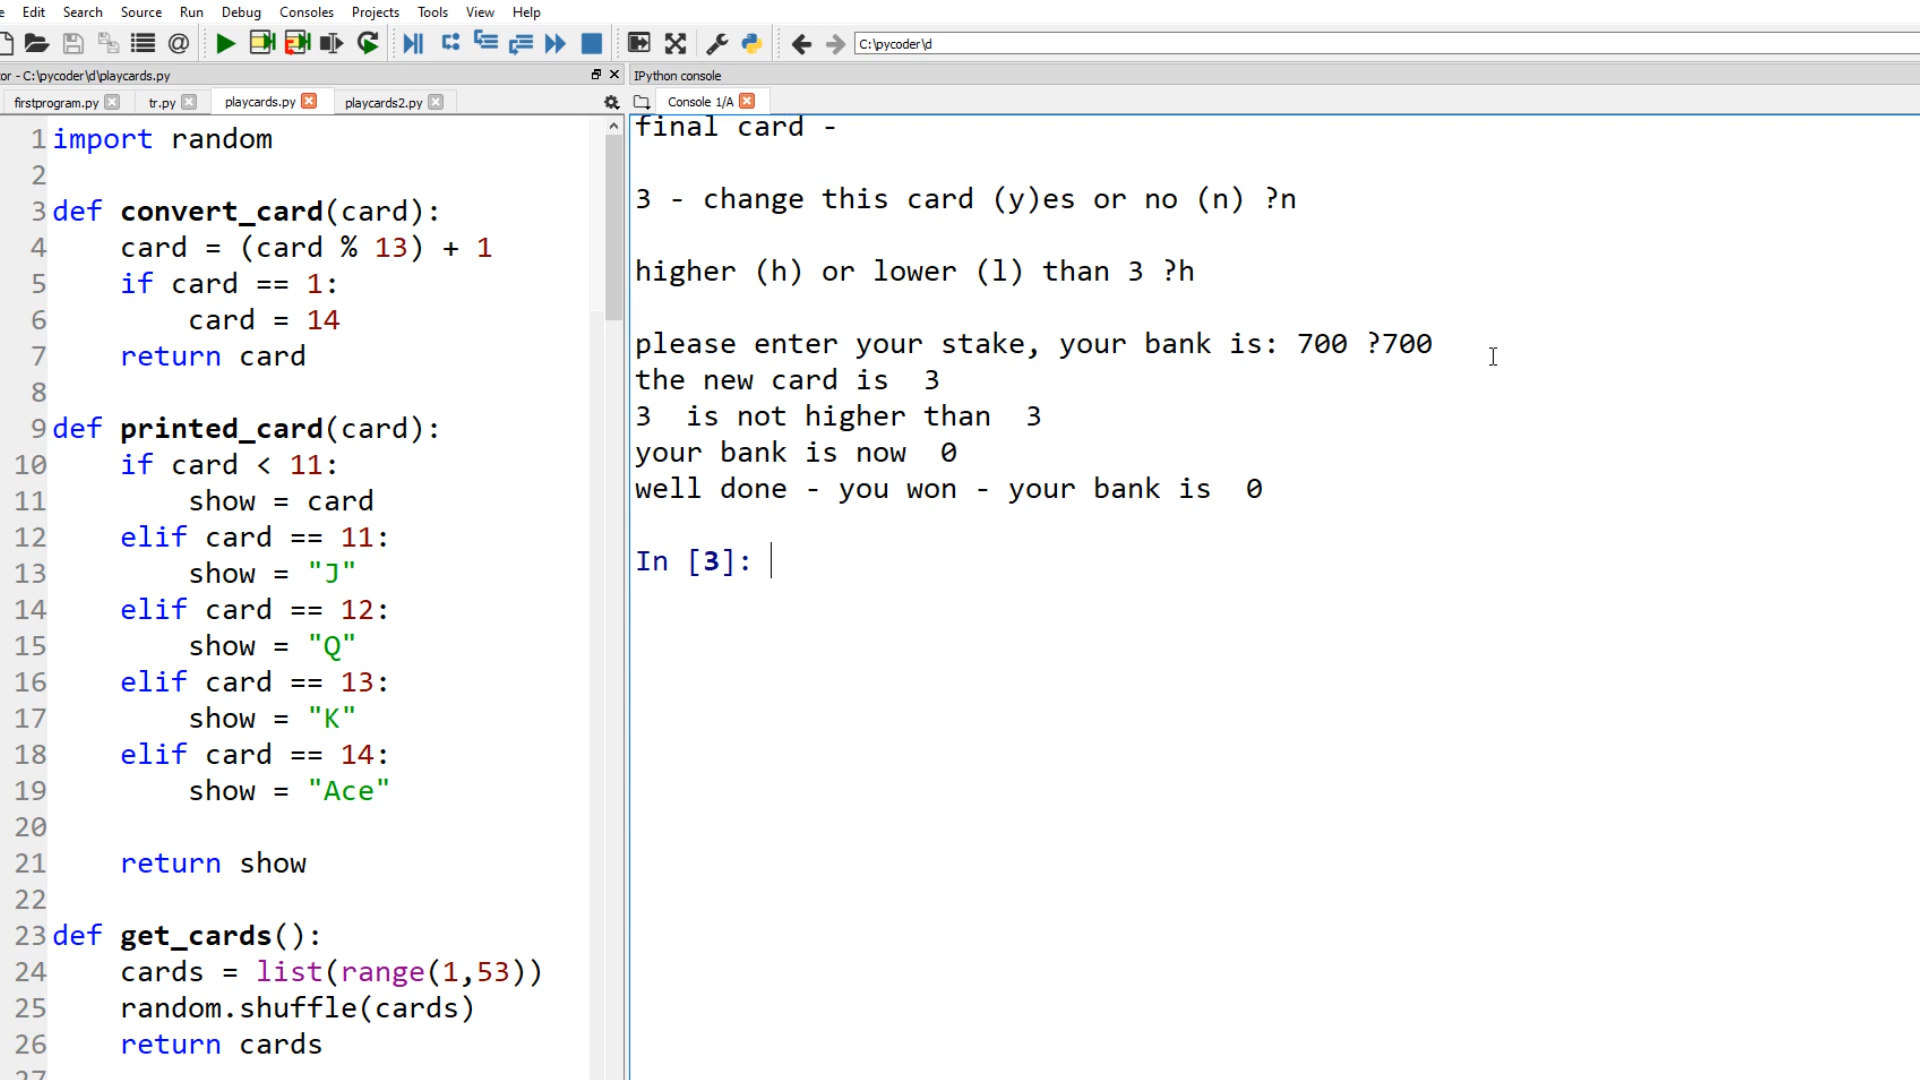 Edit Search Source Run Debug Consoles Projects Tools View Help
C:\pycoder\d
or - C:\pycoder\d\playcards.py
IPython console
firstprogram.py tr.py playcards.py playcards2.py
Console 1/A
1 import random
2
3 def convert_card(card):
4 card = (card % 13) + 1
5 if card == 1:
6 card = 14
7 return card
8
9 def printed_card(card):
10 if card < 11:
11 show = card
12 elif card == 11:
13 show = "J"
14 elif card == 12:
15 show = "Q"
16 elif card == 13:
17 show = "K"
18 elif card == 14:
19 show = "Ace"
20
21 return show
22
23 def get_cards():
24 cards = list(range(1,53))
25 random.shuffle(cards)
26 return cards
27
final card -
3 - change this card (y)es or no (n) ?n
higher (h) or lower (l) than 3 ?h
please enter your stake, your bank is: 700 ?700
the new card is  3
3  is not higher than  3
your bank is now  0
well done - you won - your bank is  0
In [3]: